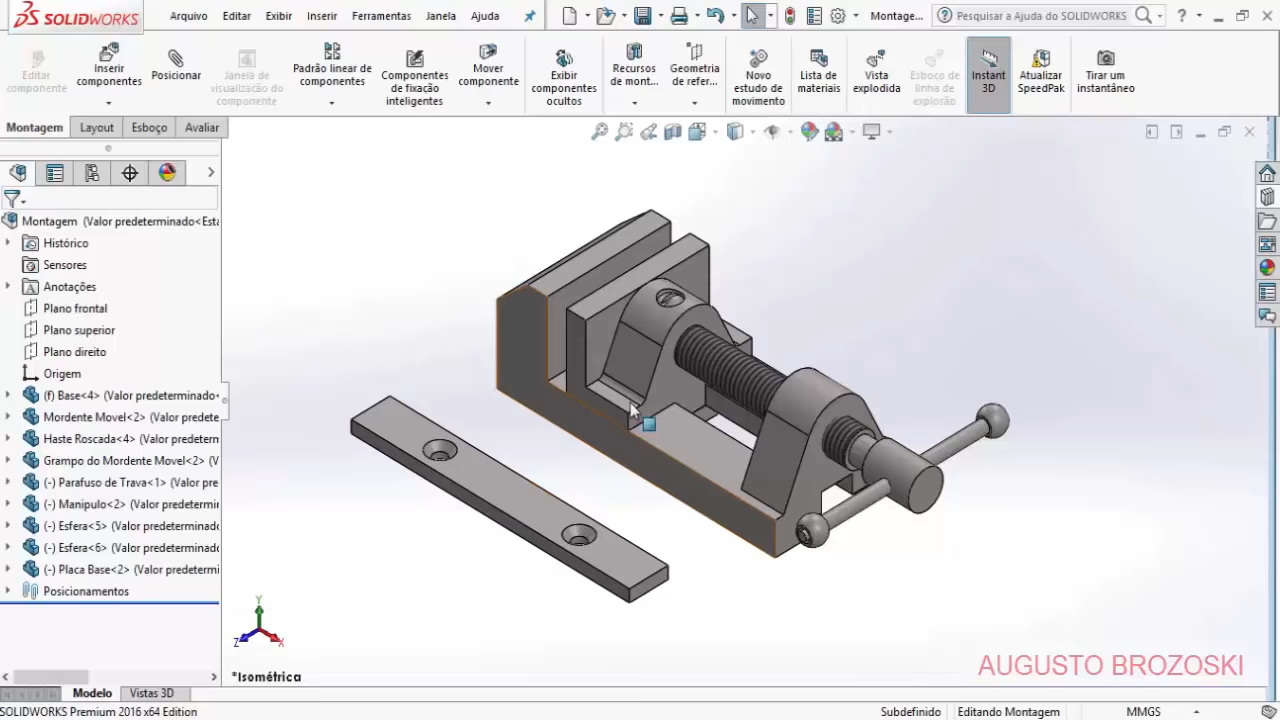 SOLIDWORKS
Arquivo Editar Exibir Inserir Ferramentas Janela Ajuda
Montage...
Pesquisar a Ajuda do SOLIDWORKS
Editar componente
Inserir componentes
Posicionar
Janela de visualização do componente
Padrão linear de componentes
Componentes de fixação inteligentes
Mover componente
Exibir componentes ocultos
Recursos de mont...
Geometria de refer...
Novo estudo de movimento
Lista de materiais
Vista explodida
Esboço de linha de explosão
Instant 3D
Atualizar SpeedPak
Tirar um instantâneo
Montagem Layout Esboço Avaliar
Montagem (Valor predeterminado<Esta
Histórico
Sensores
Anotações
Plano frontal
Plano superior
Plano direito
Origem
(f) Base<4> (Valor predeterminado<
Mordente Movel<2> (Valor predete
Haste Roscada<4> (Valor predeterm
Grampo do Mordente Movel<2> (V
(-) Parafuso de Trava<1> (Valor pre
(-) Manipulo<2> (Valor predetermi
(-) Esfera<5> (Valor predeterminado
(-) Esfera<6> (Valor predeterminado
(-) Placa Base<2> (Valor predetermi
Posicionamentos
Y
Z
X
*Isométrica
AUGUSTO BROZOSKI
Modelo Vistas 3D
SOLIDWORKS Premium 2016 x64 Edition
Subdefinido Editando Montagem MMGS